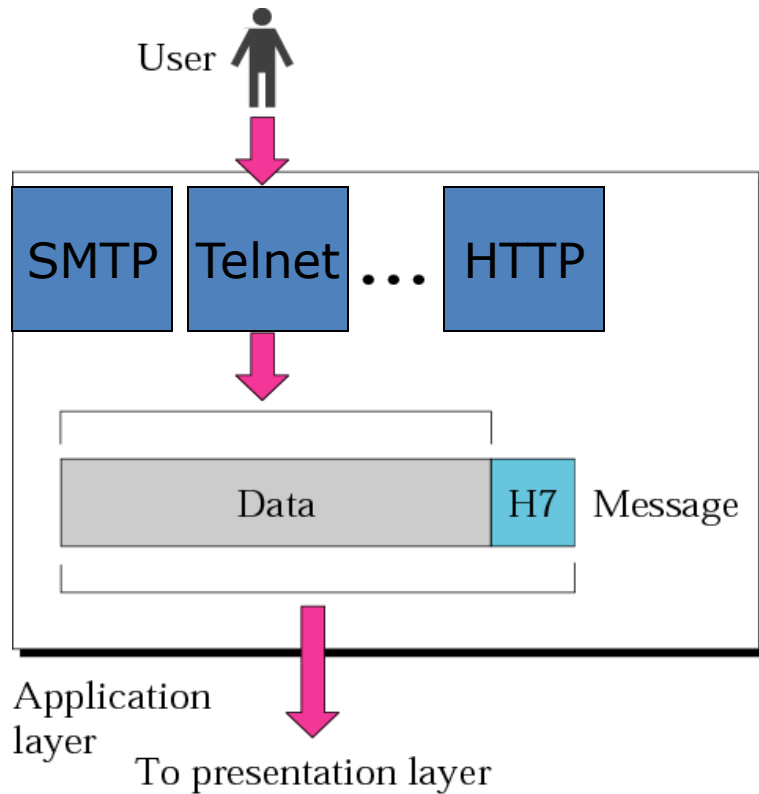 User
SMTP Telnet ... HTTP
Data H7 Message
Application
layer
To presentation layer